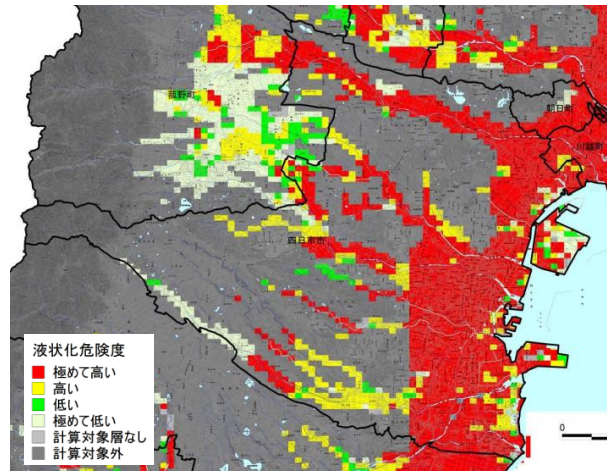 菰野町
朝日町
川越町
四日市市
液状化危険度
極めて高い
高い
低い
極めて低い
計算対象層なし
計算対象外
0